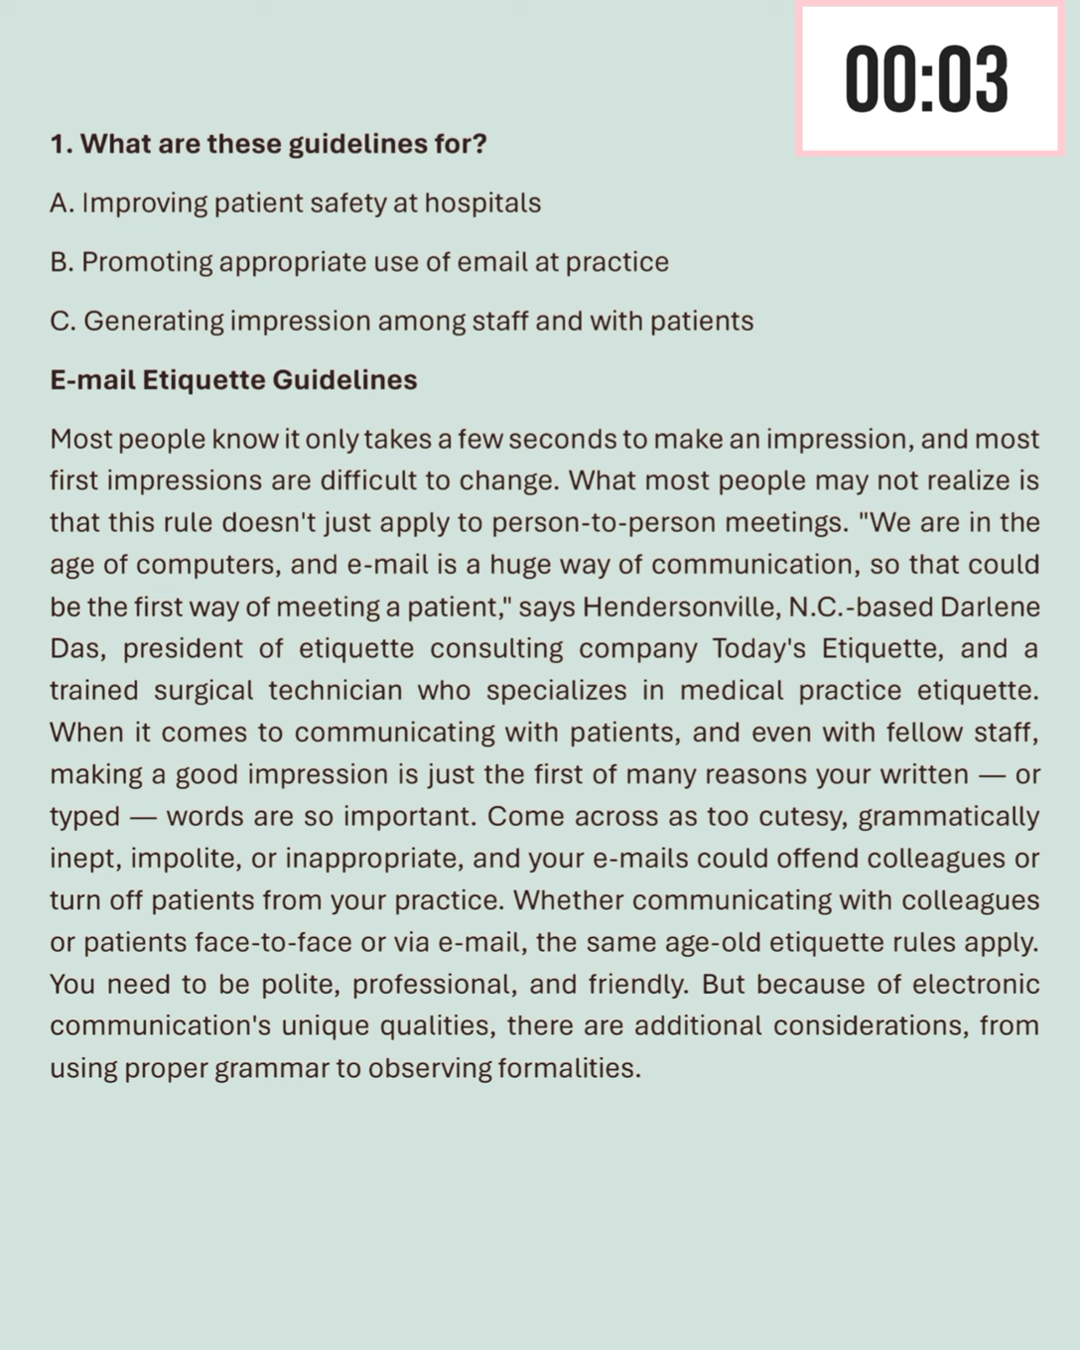 00:03
1. What are these guidelines for?
A. Improving patient safety at hospitals
B. Promoting appropriate use of email at practice
C. Generating impression among staff and with patients
E-mail Etiquette Guidelines
Most people know it only takes a few seconds to make an impression, and most
first impressions are difficult to change. What most people may not realize is
that this rule doesn't just apply to person-to-person meetings. "We are in the
age of computers, and e-mail is a huge way of communication, so that could
be the first way of meeting a patient," says Hendersonville, N.C.-based Darlene
Das, president of etiquette consulting company Today's Etiquette, and a
trained surgical technician who specializes in medical practice etiquette.
When it comes to communicating with patients, and even with fellow staff,
making a good impression is just the first of many reasons your written — or
typed — words are so important. Come across as too cutesy, grammatically
inept, impolite, or inappropriate, and your e-mails could offend colleagues or
turn off patients from your practice. Whether communicating with colleagues
or patients face-to-face or via e-mail, the same age-old etiquette rules apply.
You need to be polite, professional, and friendly. But because of electronic
communication's unique qualities, there are additional considerations, from
using proper grammar to observing formalities.